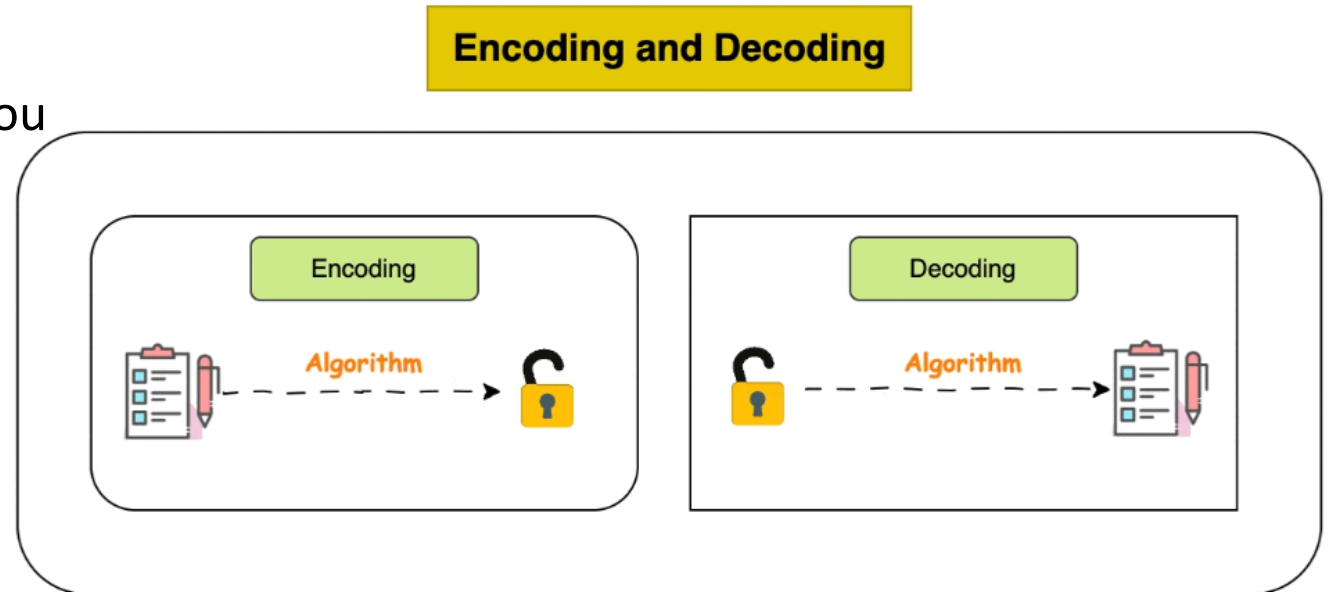 Encoding and Decoding
ou
Encoding
Decoding
Algorithm
Algorithm